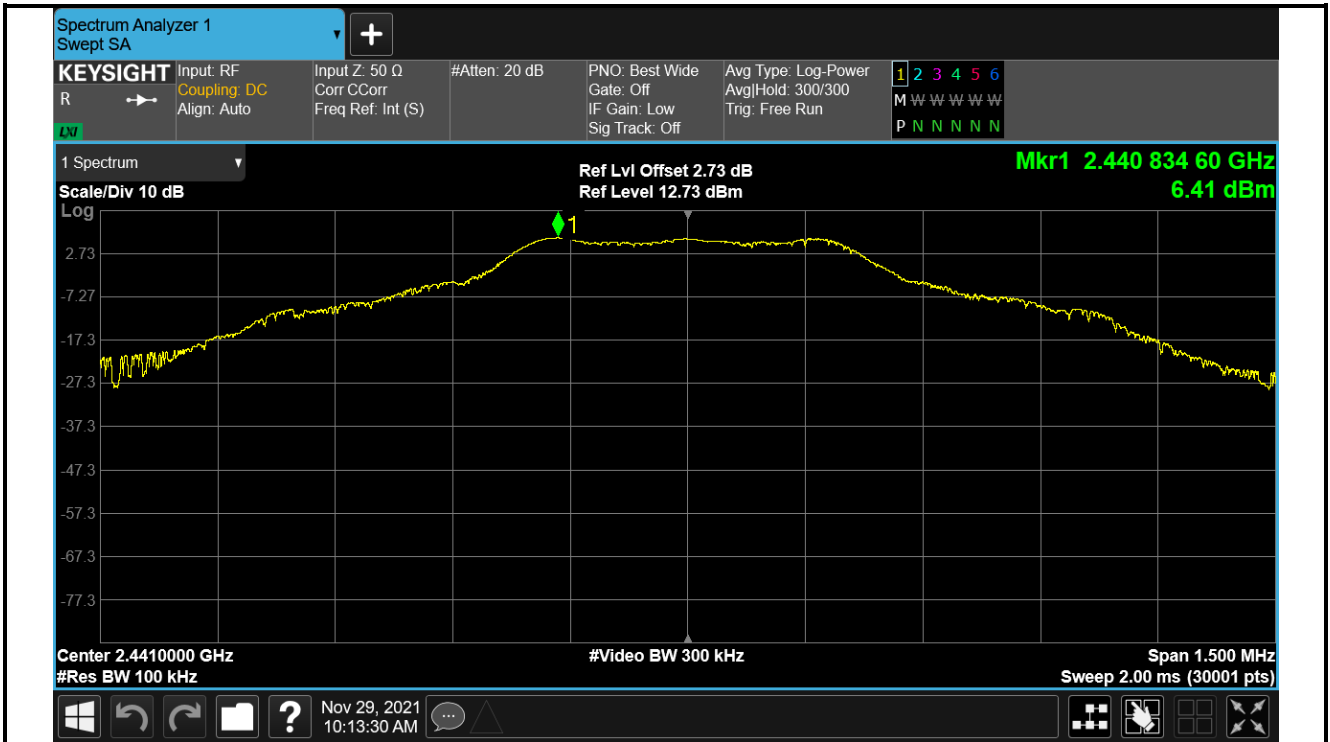 Spectrum Analyzer 1
Swept SA
+
KEYSIGHT Input: RF Input Z: 50 Ω #Atten: 20 dB PNO: Best Wide Avg Type: Log-Power 1 2 3 4 5 6
R Coupling: DC Corr CCorr Gate: Off Avg|Hold: 300/300 M W W W W W
Align: Auto Freq Ref: Int (S) IF Gain: Low Trig: Free Run
LXI Sig Track: Off P N N N N N N
1 Spectrum Ref Lvl Offset 2.73 dB Mkr1 2.440 834 60 GHz
Scale/Div 10 dB Ref Level 12.73 dBm 6.41 dBm
Log
1
2.73
-7.27
-17.3
-27.3
-37.3
-47.3
-57.3
-67.3
-77.3
Center 2.4410000 GHz #Video BW 300 kHz Span 1.500 MHz
#Res BW 100 kHz Sweep 2.00 ms (30001 pts)
? Nov 29, 2021
10:13:30 AM